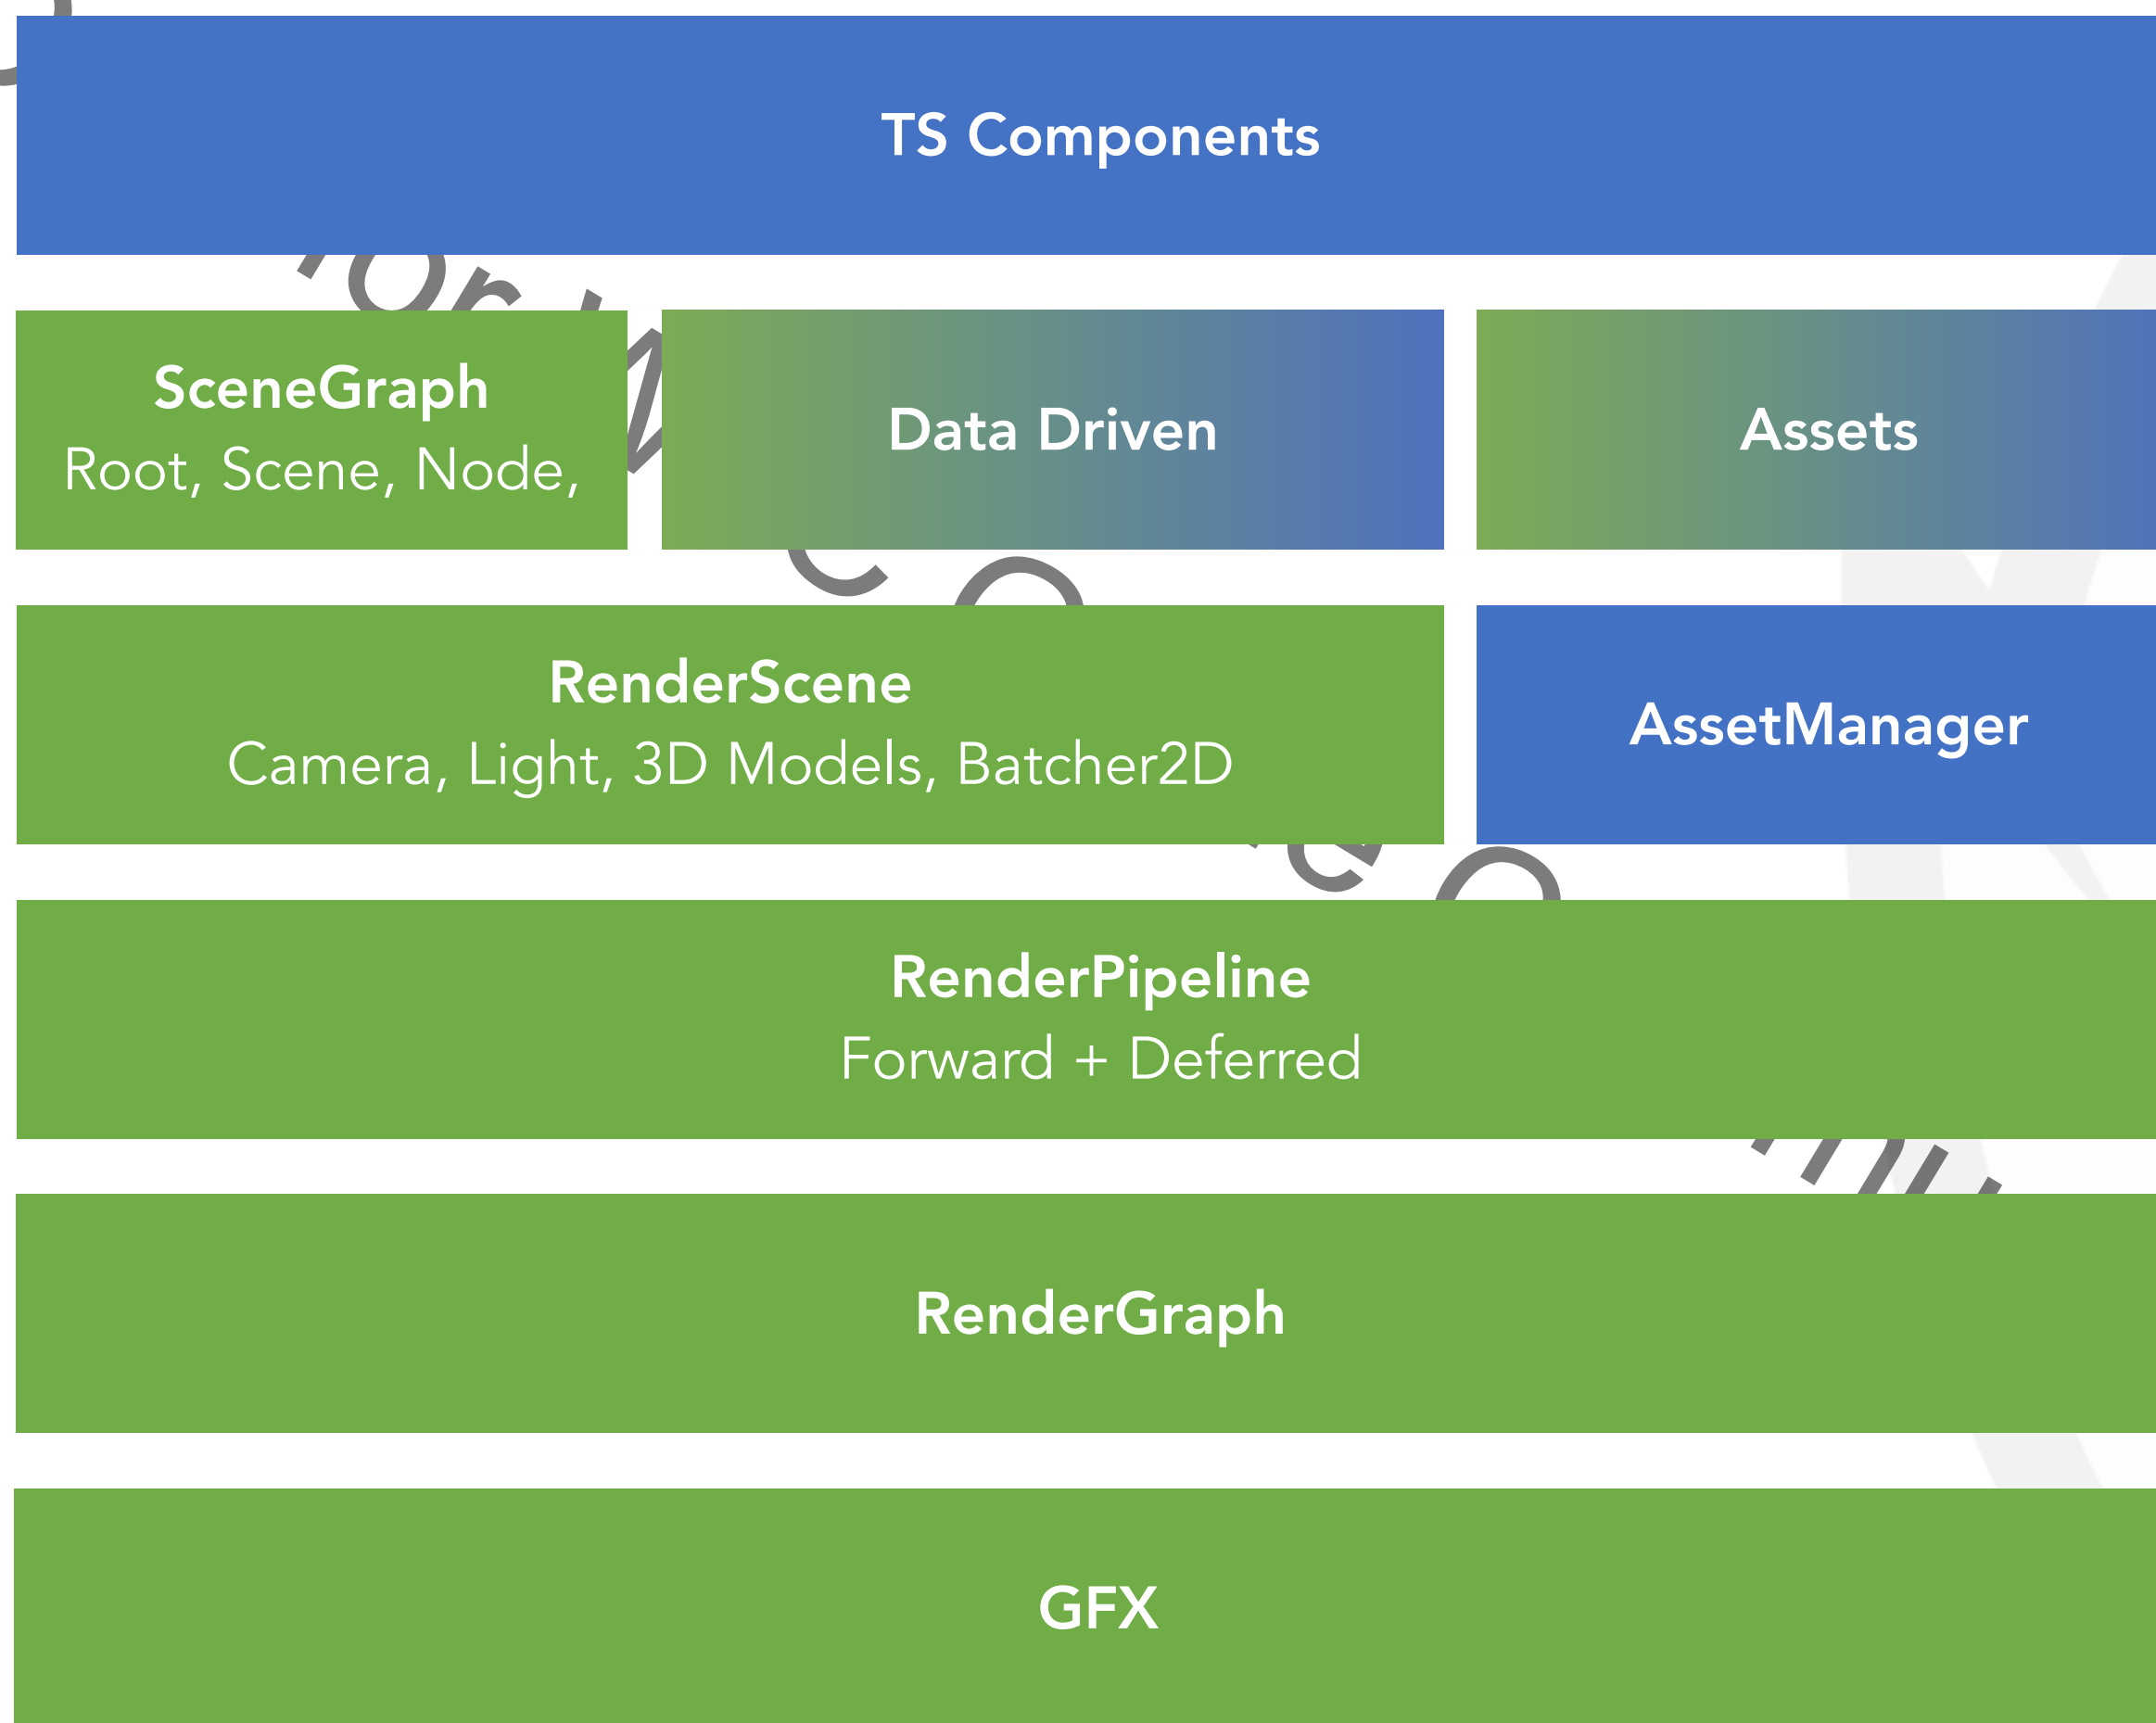 TS Components
SceneGraph
Root, Scene, Node,
Data Driven
Assets
RenderScene
Camera, Light, 3D Models, Batcher2D
AssetManager
RenderPipeline
Forward + Deferred
RenderGraph
GFX